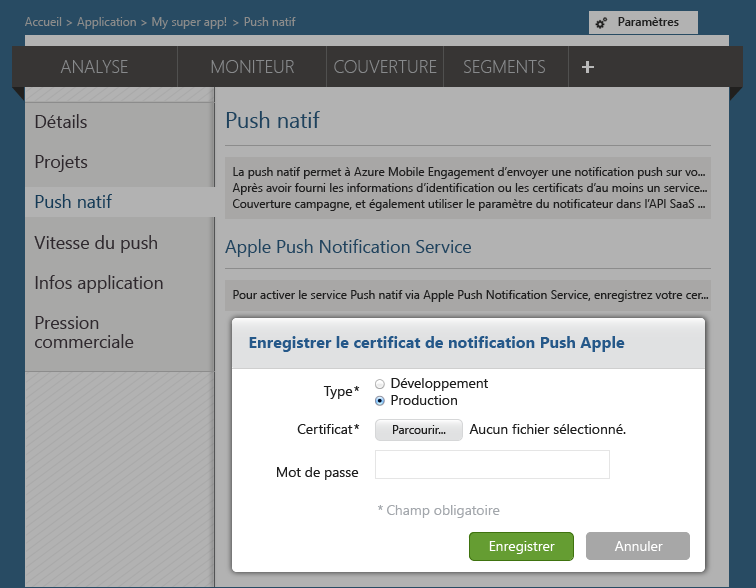 Accueil > Application > My super app! > Push natif
Paramètres
ANALYSE MONITEUR COUVERTURE SEGMENTS +
Détails
Projets
Push natif
Vitesse du push
Infos application
Pression
commerciale
Push natif
La push natif permet à Azure Mobile Engagement d’envoyer une notification push sur vo...
Après avoir fourni les informations d’identification ou les certificats d’au moins un service...
Couverture campagne, et également utiliser le paramètre du notificateur dans l’API SaaS ...
Apple Push Notification Service
Pour activer le service Push natif via Apple Push Notification Service, enregistrez votre cer...
Enregistrer le certificat de notification Push Apple
Type* Développement
Production
Certificat* Parcourir... Aucun fichier sélectionné.
Mot de passe
* Champ obligatoire
Enregistrer Annuler